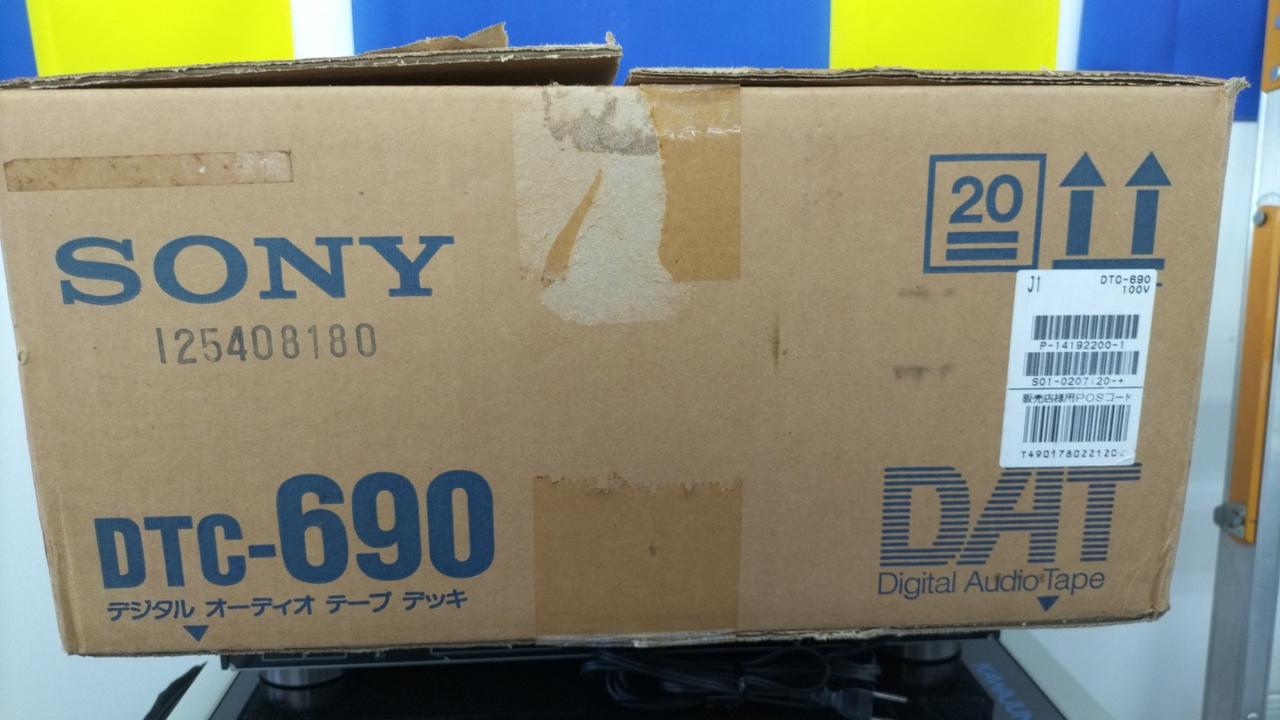 SONY
125408180
DTC-690
デジタル オーディオ テープ デッキ
20
J1
DTC-690
100V
P-14192200-1
販売店様用POSコード
DAT
Digital Audio Tape